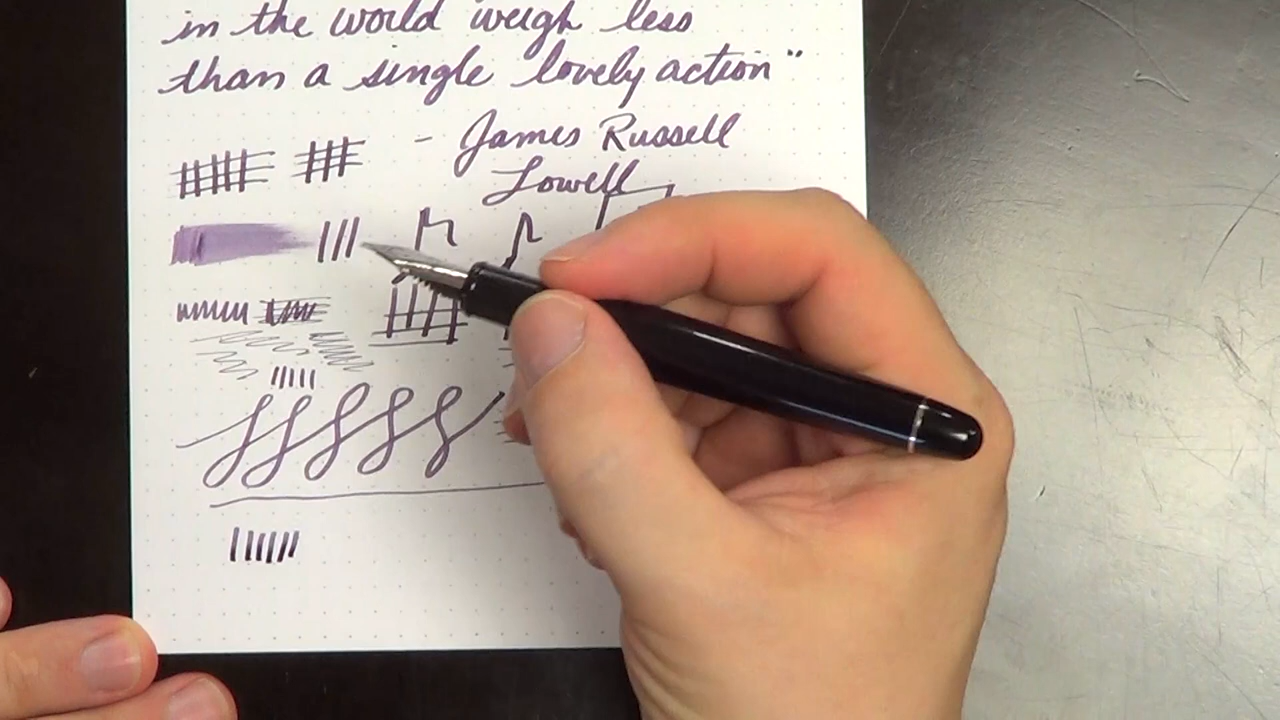 in the world weigh less
than a single lovely action"
- James Russell
Lowell